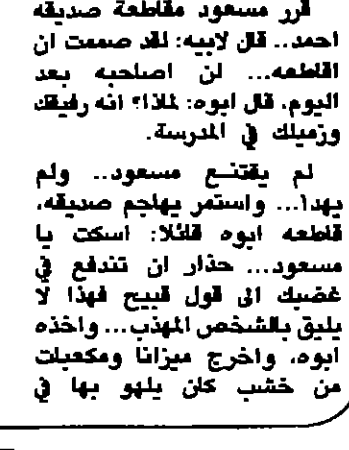 قرر مسعود مقاطعة صديقه
احمد.. قال لابيه: لقد صممت ان
اقاطعه... لن اصاحبه بعد
اليوم. قال ابوه: لماذا؟ انه رفيقك
وزميلك في المدرسة.
لم يقتنع مسعود.. ولم
يهدا... واستمر يهاجم صديقه.
قاطعه ابوه قائلا: اسكت يا
مسعود... حذار ان تندفع في
غضبك الى قول قبيح فهذا لا
يليق بالشخص المهذب... واخذه
ابوه، واخرج ميزانا ومكعبات
من خشب كان يلهو بها في